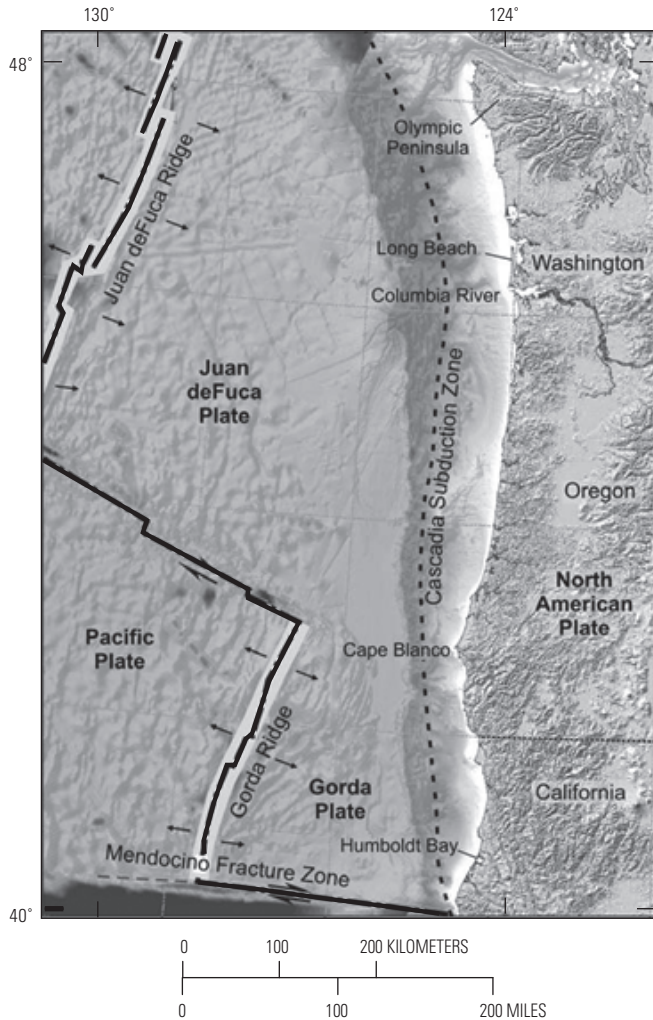 130°
124°
48°
Olympic
Peninsula
Juan deFuca Ridge
Long Beach
Washington
Columbia River
Juan
deFuca
Plate
Cascadia Subduction Zone
Oregon
North
American
Plate
Pacific
Plate
Cape Blanco
Gorda Ridge
Gorda
Plate
California
Humboldt Bay
Mendocino Fracture Zone
40°
0 100 200 KILOMETERS
0 100 200 MILES